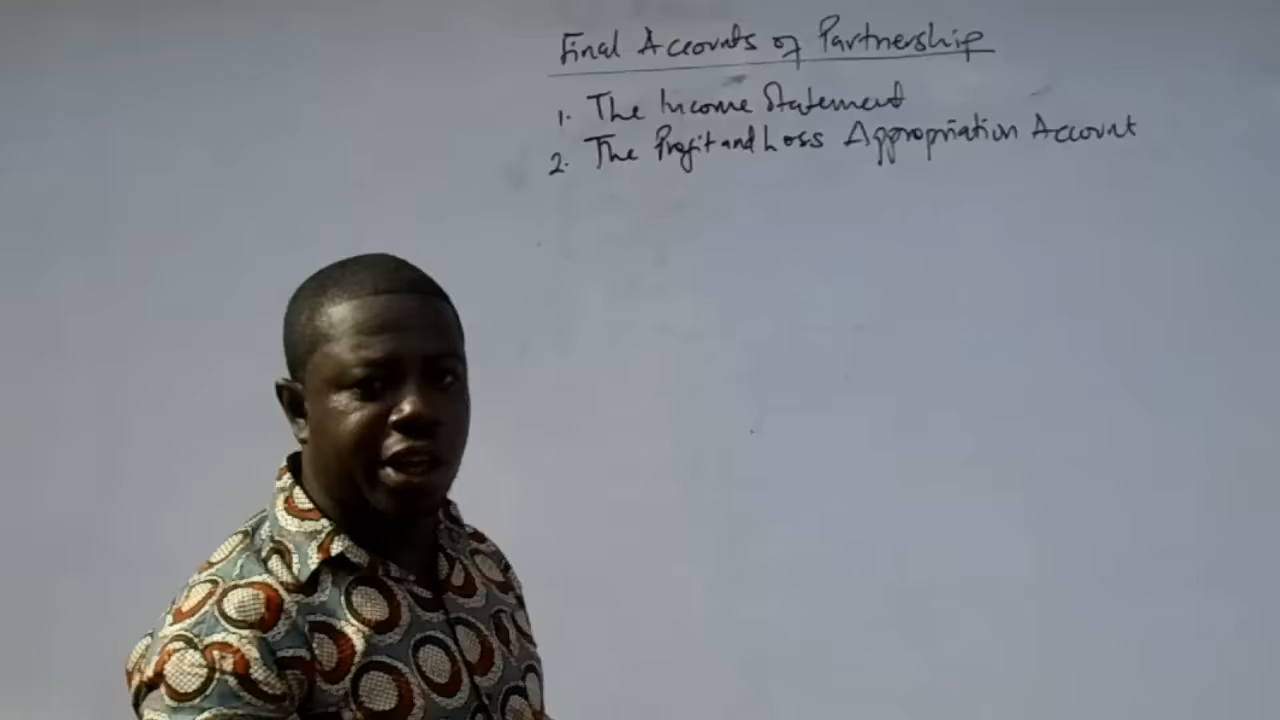 Final Accounts of Partnership
1. The Income Statement
2. The Profit and Loss Appropriation Account